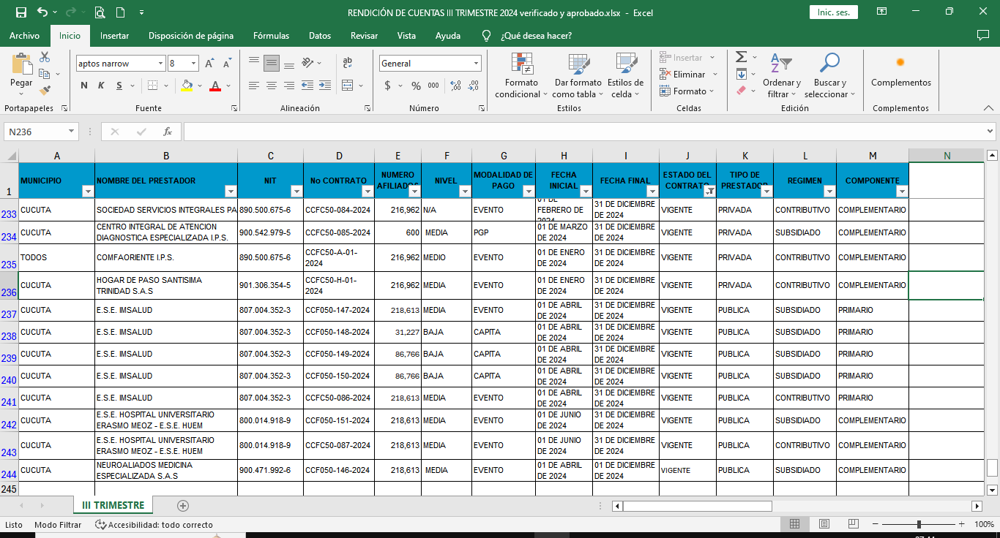 RENDICIÓN DE CUENTAS III TRIMESTRE 2024 verificado y aprobado.xlsx - Excel
Inic. ses.
Archivo Inicio Insertar Disposición de página Fórmulas Datos Revisar Vista Ayuda ¿Qué desea hacer?
aptos narrow 8
General
Insertar
Eliminar
Formato
Pegar
N K S
$ % 000
Formato condicional
Dar formato como tabla
Estilos de celda
Ordenar y filtrar
Buscar y seleccionar
Complementos
Portapapeles Fuente Alineación Número Estilos Celdas Edición Complementos
N236 fx
A B C D E F G H I J K L M N
1 MUNICIPIO NOMBRE DEL PRESTADOR NIT No CONTRATO NUMERO AFILIADOS NIVEL MODALIDAD DE PAGO FECHA INICIAL FECHA FINAL ESTADO DEL CONTRATO TIPO DE PRESTADOR REGIMEN COMPONENTE
233 CUCUTA SOCIEDAD SERVICIOS INTEGRALES PA 890.500.675-6 CCFC50-084-2024 216,962 N/A EVENTO 01 DE FEBRERO DE 2024 31 DE DICIEMBRE DE 2024 VIGENTE PRIVADA CONTRIBUTIVO COMPLEMENTARIO
234 CUCUTA CENTRO INTEGRAL DE ATENCION DIAGNOSTICA ESPECIALIZADA I.P.S. 900.542.979-5 CCFC50-085-2024 600 MEDIA PGP 01 DE MARZO DE 2024 31 DE DICIEMBRE DE 2024 VIGENTE PRIVADA SUBSIDIADO COMPLEMENTARIO
235 TODOS COMFAORIENTE I.P.S. 890.500.675-6 CCFC50-A-01-2024 216,962 MEDIO EVENTO 01 DE ENERO DE 2024 31 DE DICIEMBRE DE 2024 VIGENTE PRIVADA CONTRIBUTIVO COMPLEMENTARIO
236 CUCUTA HOGAR DE PASO SANTISIMA TRINIDAD S.A.S 901.306.354-5 CCFC50-H-01-2024 216,962 MEDIA EVENTO 01 DE ENERO DE 2024 31 DE DICIEMBRE DE 2024 VIGENTE PRIVADA CONTRIBUTIVO COMPLEMENTARIO
237 CUCUTA E.S.E. IMSALUD 807.004.352-3 CCF050-147-2024 218,613 MEDIA EVENTO 01 DE ABRIL DE 2024 31 DE DICIEMBRE DE 2024 VIGENTE PUBLICA SUBSIDIADO PRIMARIO
238 CUCUTA E.S.E. IMSALUD 807.004.352-3 CCF050-148-2024 31,227 BAJA CAPITA 01 DE ABRIL DE 2024 31 DE DICIEMBRE DE 2024 VIGENTE PUBLICA SUBSIDIADO PRIMARIO
239 CUCUTA E.S.E. IMSALUD 807.004.352-3 CCF050-149-2024 86,766 BAJA CAPITA 01 DE ABRIL DE 2024 31 DE DICIEMBRE DE 2024 VIGENTE PUBLICA SUBSIDIADO PRIMARIO
240 CUCUTA E.S.E. IMSALUD 807.004.352-3 CCF050-150-2024 86,766 BAJA CAPITA 01 DE ABRIL DE 2024 31 DE DICIEMBRE DE 2024 VIGENTE PUBLICA SUBSIDIADO PRIMARIO
241 CUCUTA E.S.E. IMSALUD 807.004.352-3 CCFC50-086-2024 218,613 MEDIA EVENTO 01 DE ABRIL DE 2024 31 DE DICIEMBRE DE 2024 VIGENTE PUBLICA CONTRIBUTIVO PRIMARIO
242 CUCUTA E.S.E. HOSPITAL UNIVERSITARIO ERASMO MEOZ - E.S.E. HUEM 800.014.918-9 CCF050-151-2024 218,613 MEDIA EVENTO 01 DE JUNIO DE 2024 31 DE DICIEMBRE DE 2024 VIGENTE PUBLICA SUBSIDIADO COMPLEMENTARIO
243 CUCUTA E.S.E. HOSPITAL UNIVERSITARIO ERASMO MEOZ - E.S.E. HUEM 800.014.918-9 CCFC50-087-2024 218,613 MEDIA EVENTO 01 DE JUNIO DE 2024 31 DE DICIEMBRE DE 2024 VIGENTE PUBLICA CONTRIBUTIVO COMPLEMENTARIO
244 CUCUTA NEUROALIADOS MEDICINA ESPECIALIZADA S.A.S 900.471.992-6 CCF050-146-2024 218,613 MEDIA EVENTO 01 DE ABRIL DE 2024 01 DE DICIEMBRE DE 2024 VIGENTE PUBLICA SUBSIDIADO COMPLEMENTARIO
245
III TRIMESTRE
Listo Modo Filtrar Accesibilidad: todo correcto 100%